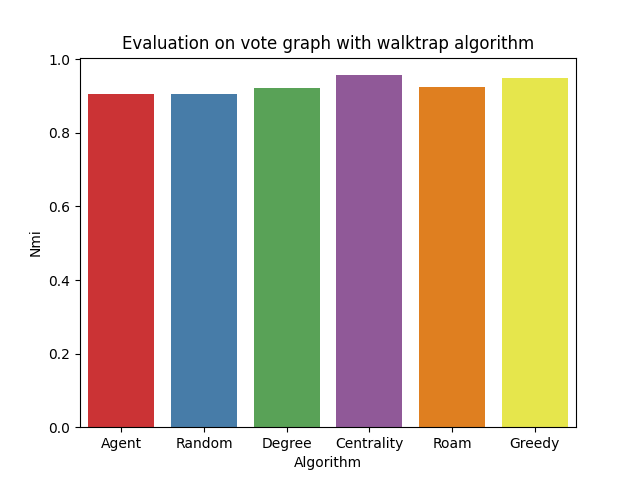 Evaluation on vote graph with walktrap algorithm
1.0
0.8
0.6
0.4
0.2
0.0
Nmi
Agent Random Degree Centrality Roam Greedy
Algorithm